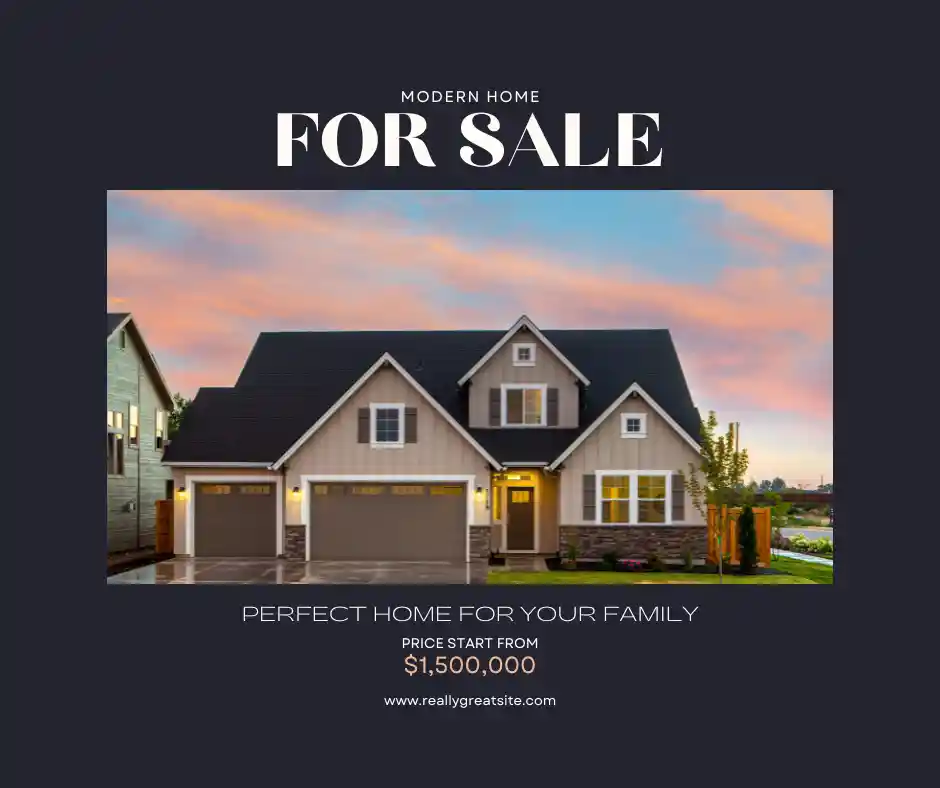 MODERN HOME
FOR SALE
PERFECT HOME FOR YOUR FAMILY
PRICE START FROM
$1,500,000
www.reallygreatsite.com